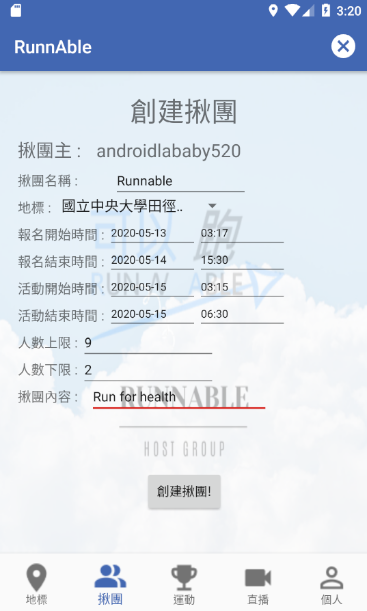 3:20
RunnAble
創建揪團
揪團主： androidlababy520
揪團名稱： Runnable
地標： 國立中央大學田徑..
報名開始時間： 2020-05-13 03:17
報名結束時間： 2020-05-14 15:30
活動開始時間： 2020-05-15 03:15
活動結束時間： 2020-05-15 06:30
人數上限： 9
人數下限： 2
揪團內容： Run for health
可以 跑
RUNNABLE
HOST GROUP
創建揪團!
地標 揪團 運動 直播 個人